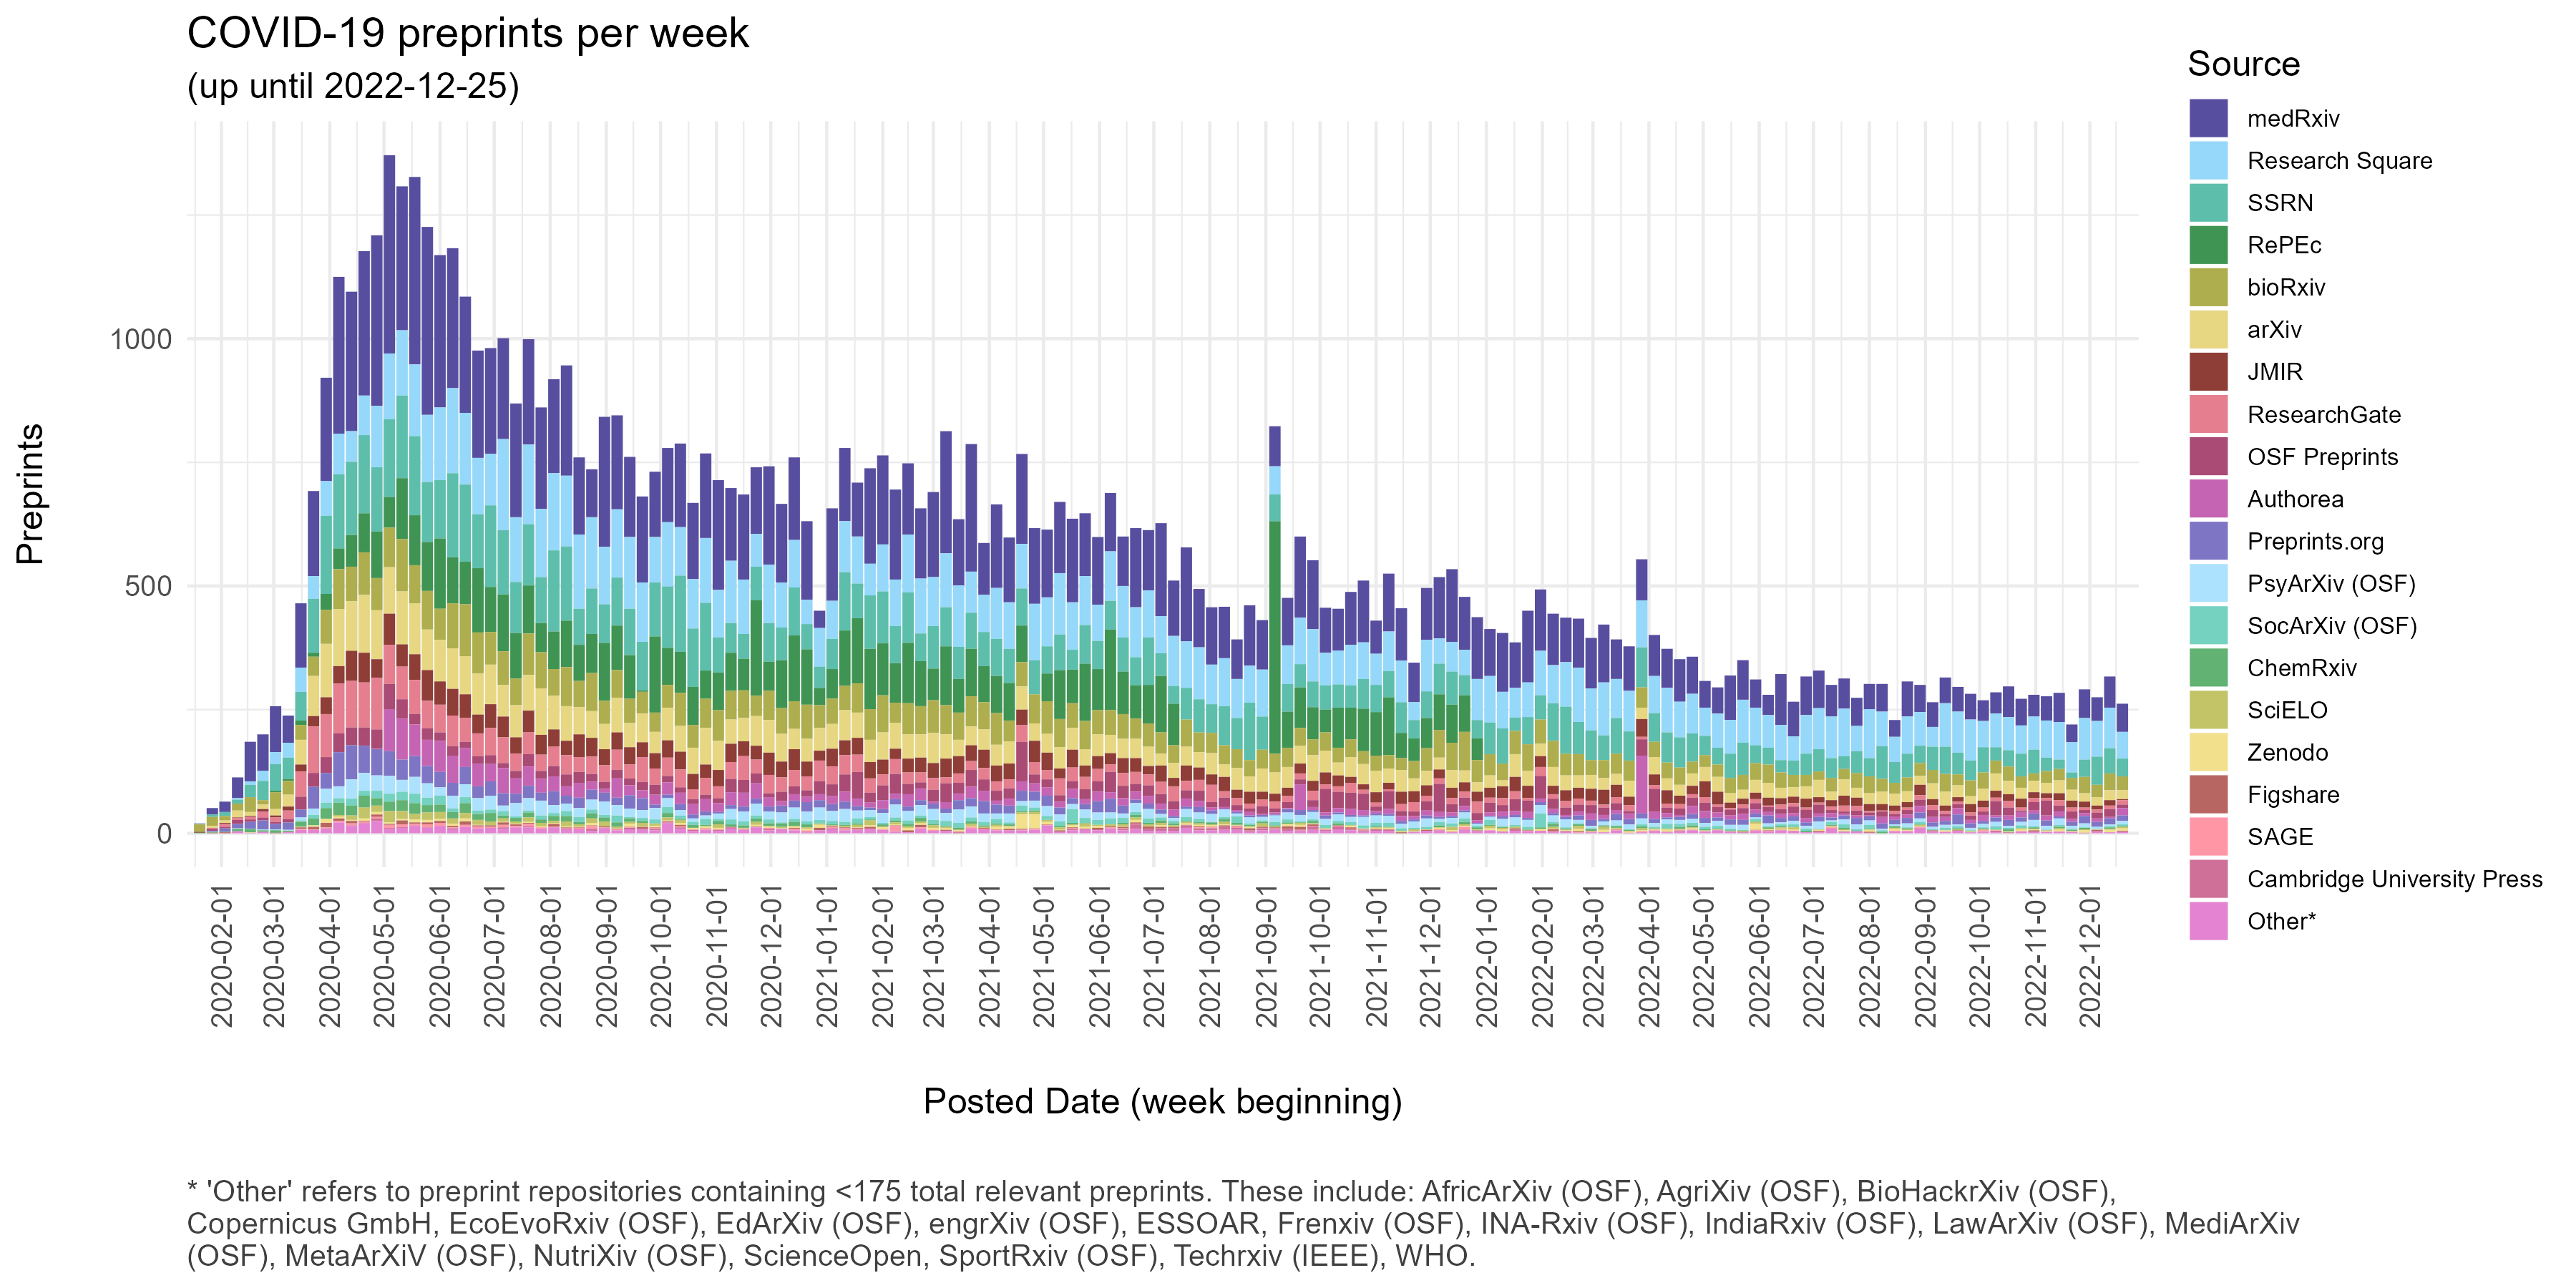 COVID-19 preprints per week
(up until 2022-12-25)
Source
medRxiv
Research Square
SSRN
RePEc
bioRxiv
arXiv
JMIR
ResearchGate
OSF Preprints
Authorea
Preprints.org
PsyArXiv (OSF)
SocArXiv (OSF)
ChemRxiv
SciELO
Zenodo
Figshare
SAGE
Cambridge University Press
Other*
Preprints
1000
500
0
2020-02-01
2020-03-01
2020-04-01
2020-05-01
2020-06-01
2020-07-01
2020-08-01
2020-09-01
2020-10-01
2020-11-01
2020-12-01
2021-01-01
2021-02-01
2021-03-01
2021-04-01
2021-05-01
2021-06-01
2021-07-01
2021-08-01
2021-09-01
2021-10-01
2021-11-01
2021-12-01
2022-01-01
2022-02-01
2022-03-01
2022-04-01
2022-05-01
2022-06-01
2022-07-01
2022-08-01
2022-09-01
2022-10-01
2022-11-01
2022-12-01
Posted Date (week beginning)
* 'Other' refers to preprint repositories containing <175 total relevant preprints. These include: AfricArXiv (OSF), AgriXiv (OSF), BioHackrXiv (OSF),
Copernicus GmbH, EcoEvoRxiv (OSF), EdArXiv (OSF), engrXiv (OSF), ESSOAR, Frenxiv (OSF), INA-Rxiv (OSF), IndiaRxiv (OSF), LawArXiv (OSF), MediArXiv
(OSF), MetaArXiV (OSF), NutriXiv (OSF), ScienceOpen, SportRxiv (OSF), Techrxiv (IEEE), WHO.